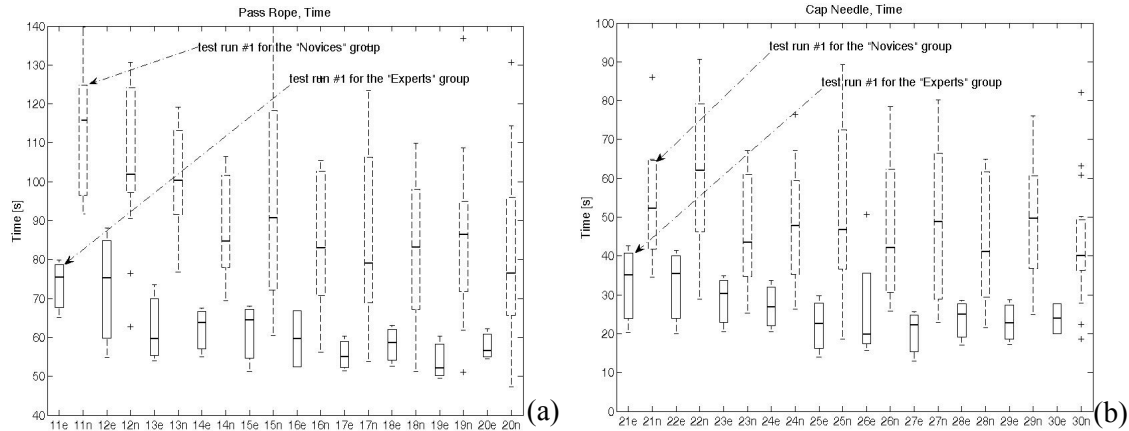 Pass Rope, Time
140
130
120
110
100
90
80
70
60
50
40
Time [s]
test run #1 for the "Novices" group
test run #1 for the "Experts" group
11e 11n 12e 12n 13e 13n 14e 14n 15e 15n 16e 16n 17e 17n 18e 18n 19e 19n 20e 20n
(a)
Cap Needle, Time
100
90
80
70
60
50
40
30
20
10
0
Time [s]
test run #1 for the "Novices" group
test run #1 for the "Experts" group
21e 21n 22e 22n 23e 23n 24e 24n 25e 25n 26e 26n 27e 27n 28e 28n 29e 29n 30e 30n
(b)